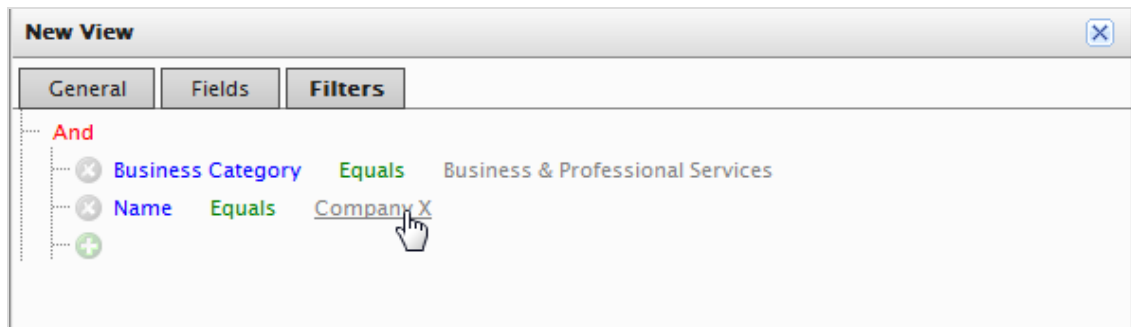 New View
General Fields Filters
And
Business Category Equals Business & Professional Services
Name Equals Company X